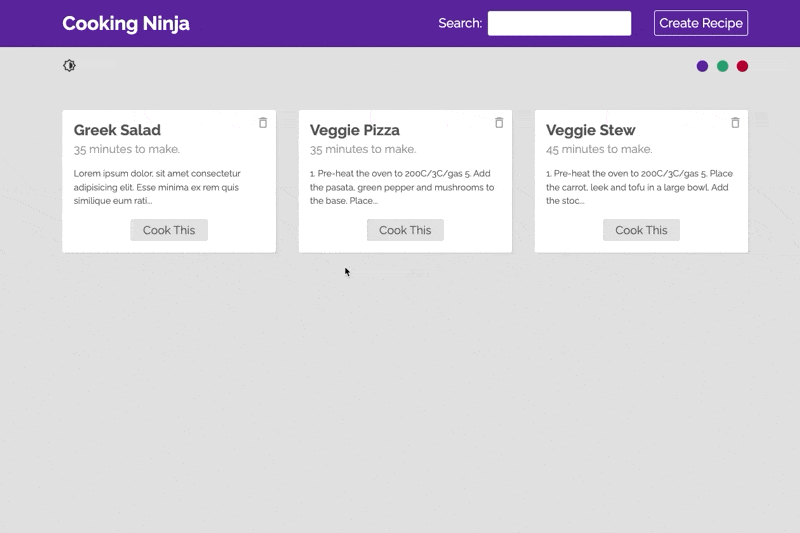 Cooking Ninja
Search:
Create Recipe
Greek Salad
35 minutes to make.
Lorem ipsum dolor, sit amet consectetur
adipisicing elit. Esse minima ex rem quis
similique eum rati...
Cook This
Veggie Pizza
35 minutes to make.
1. Pre-heat the oven to 200C/3C/gas 5. Add
the pasata, green pepper and mushrooms to
the base. Place...
Cook This
Veggie Stew
45 minutes to make.
1. Pre-heat the oven to 200C/3C/gas 5. Place
the carrot, leek and tofu in a large bowl. Add
the stoc...
Cook This